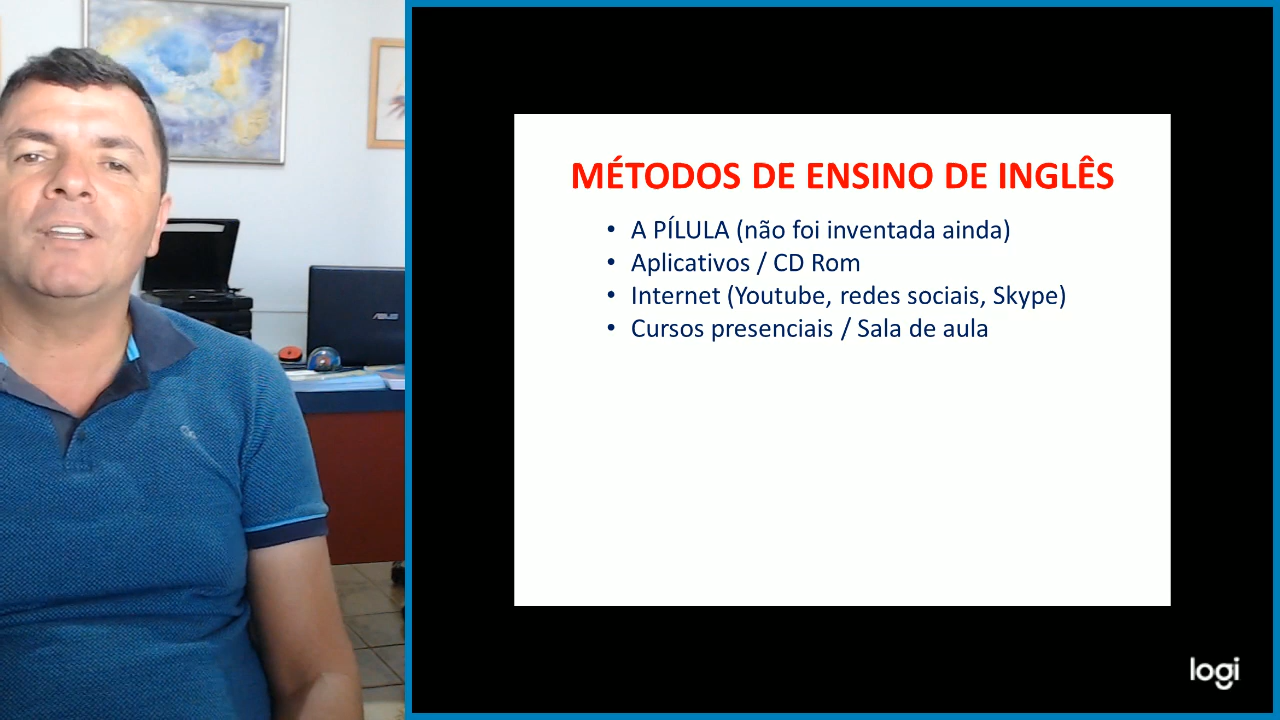 MÉTODOS DE ENSINO DE INGLÊS
• A PÍLULA (não foi inventada ainda)
• Aplicativos / CD Rom
• Internet (Youtube, redes sociais, Skype)
• Cursos presenciais / Sala de aula
ASUS
logi